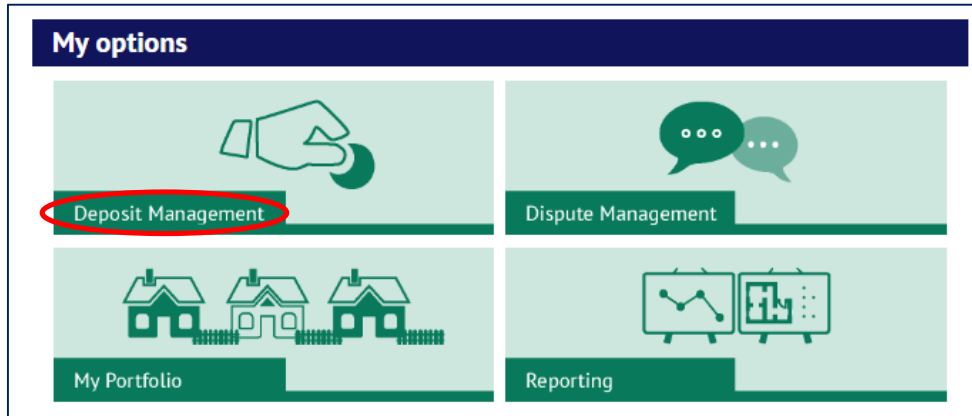 My options
Deposit Management
Dispute Management
My Portfolio
Reporting